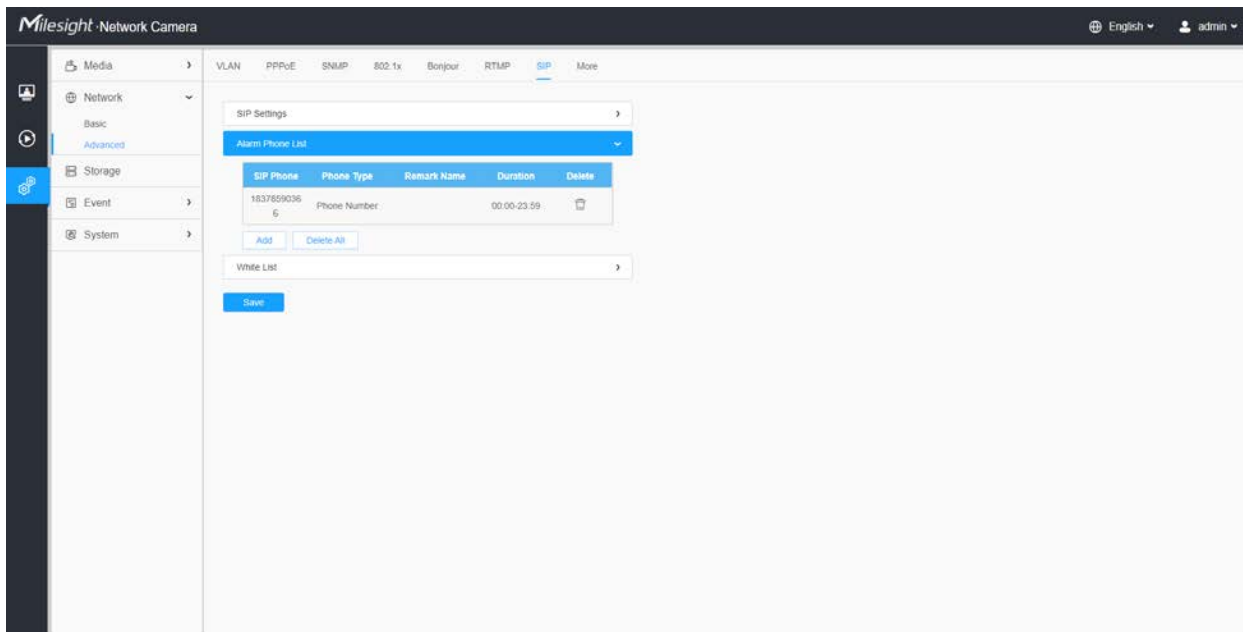 Milesight·Network Camera
English
admin
Media
Network
Basic
Advanced
Storage
Event
System
VLAN PPPoE SNMP 802.1x Bonjour RTMP SIP More
SIP Settings
Alarm Phone List
SIP Phone Phone Type Remark Name Duration Delete
1837659036
6
Phone Number
00:00-23:59
Add Delete All
White List
Save